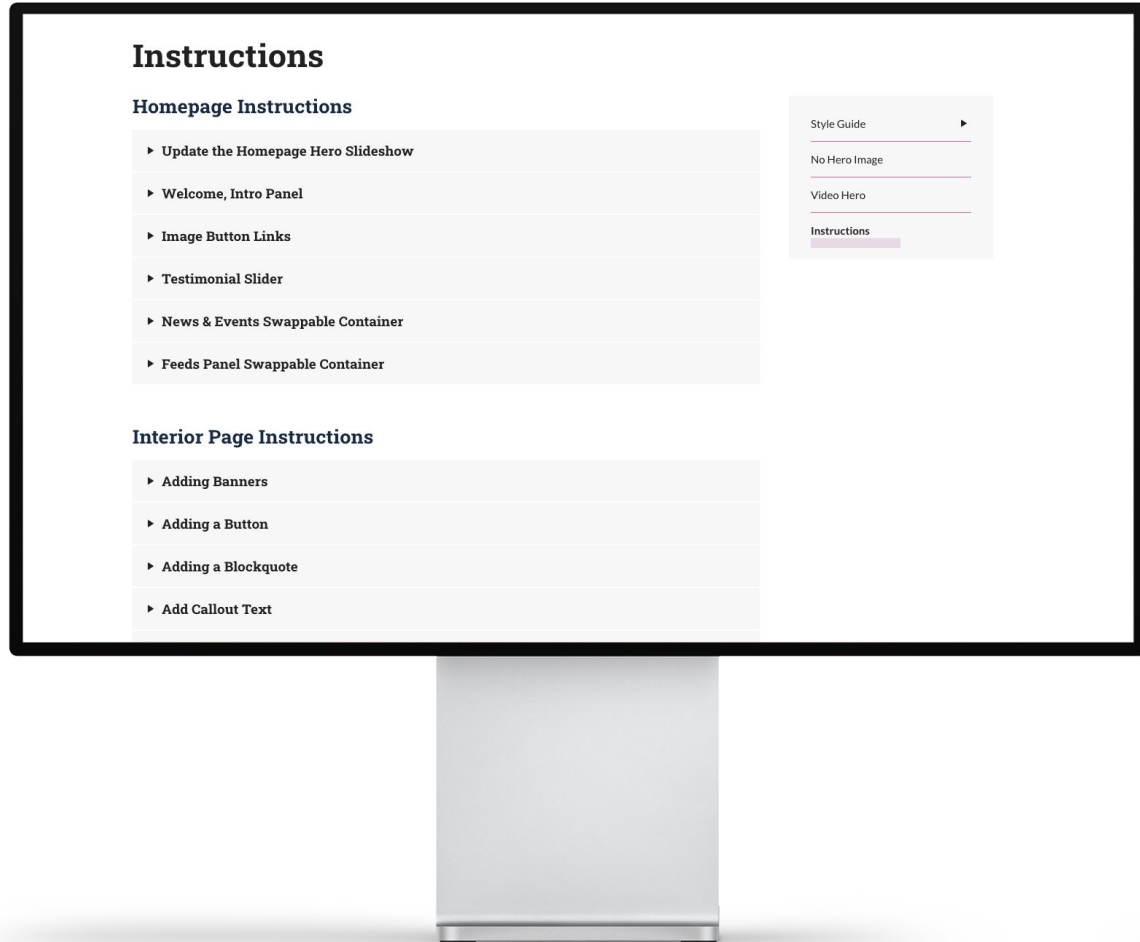 Instructions
Homepage Instructions
Update the Homepage Hero Slideshow
Welcome, Intro Panel
Image Button Links
Testimonial Slider
News & Events Swappable Container
Feeds Panel Swappable Container
Interior Page Instructions
Adding Banners
Adding a Button
Adding a Blockquote
Add Callout Text
Style Guide
No Hero Image
Video Hero
Instructions